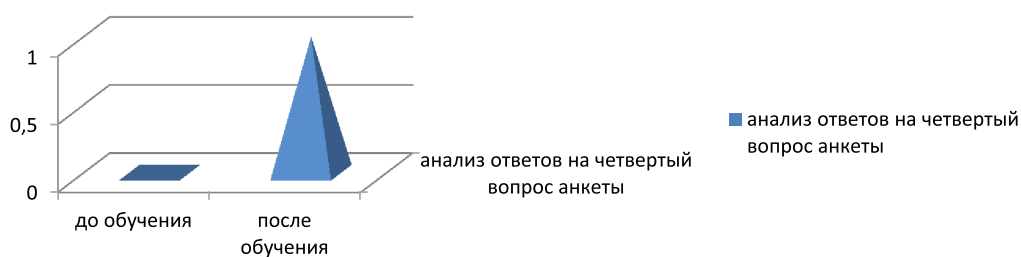 1
0,5
0
до обучения
после
обучения
анализ ответов на четвертый
вопрос анкеты
анализ ответов на четвертый
вопрос анкеты